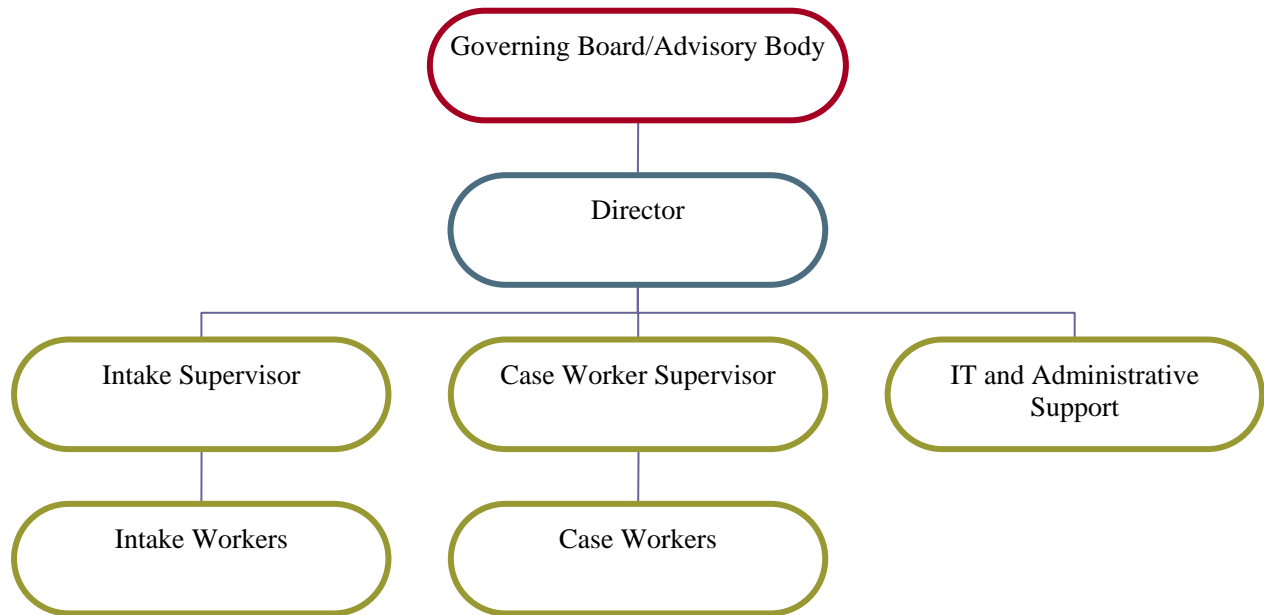 Governing Board/Advisory Body
Director
Intake Supervisor
Case Worker Supervisor
IT and Administrative
Support
Intake Workers
Case Workers